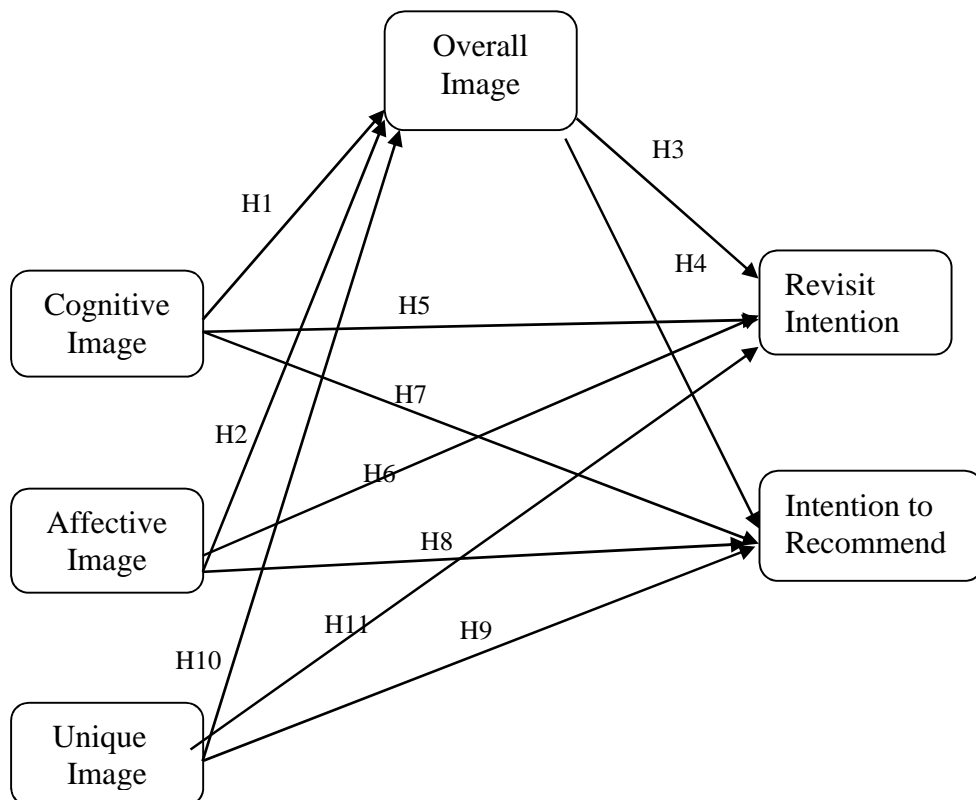 Overall
Image
H3
H1
H4
Revisit
Intention
Cognitive
Image
H5
H7
H2
H6
Intention to
Recommend
Affective
Image
H8
H11
H9
H10
Unique
Image